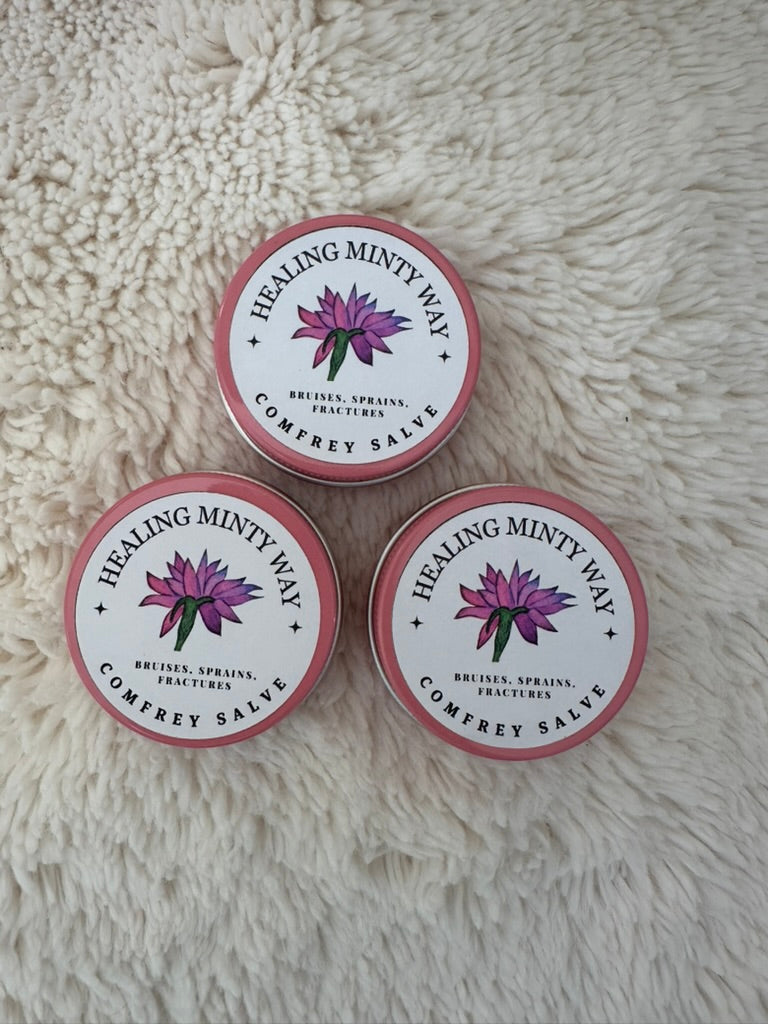 HEALING MINTY WAY
BRUISES, SPRAINS,
FRACTURES
COMFREY SALVE
HEALING MINTY WAY
BRUISES, SPRAINS,
FRACTURES
COMFREY SALVE
HEALING MINTY WAY
BRUISES, SPRAINS,
FRACTURES
COMFREY SALVE